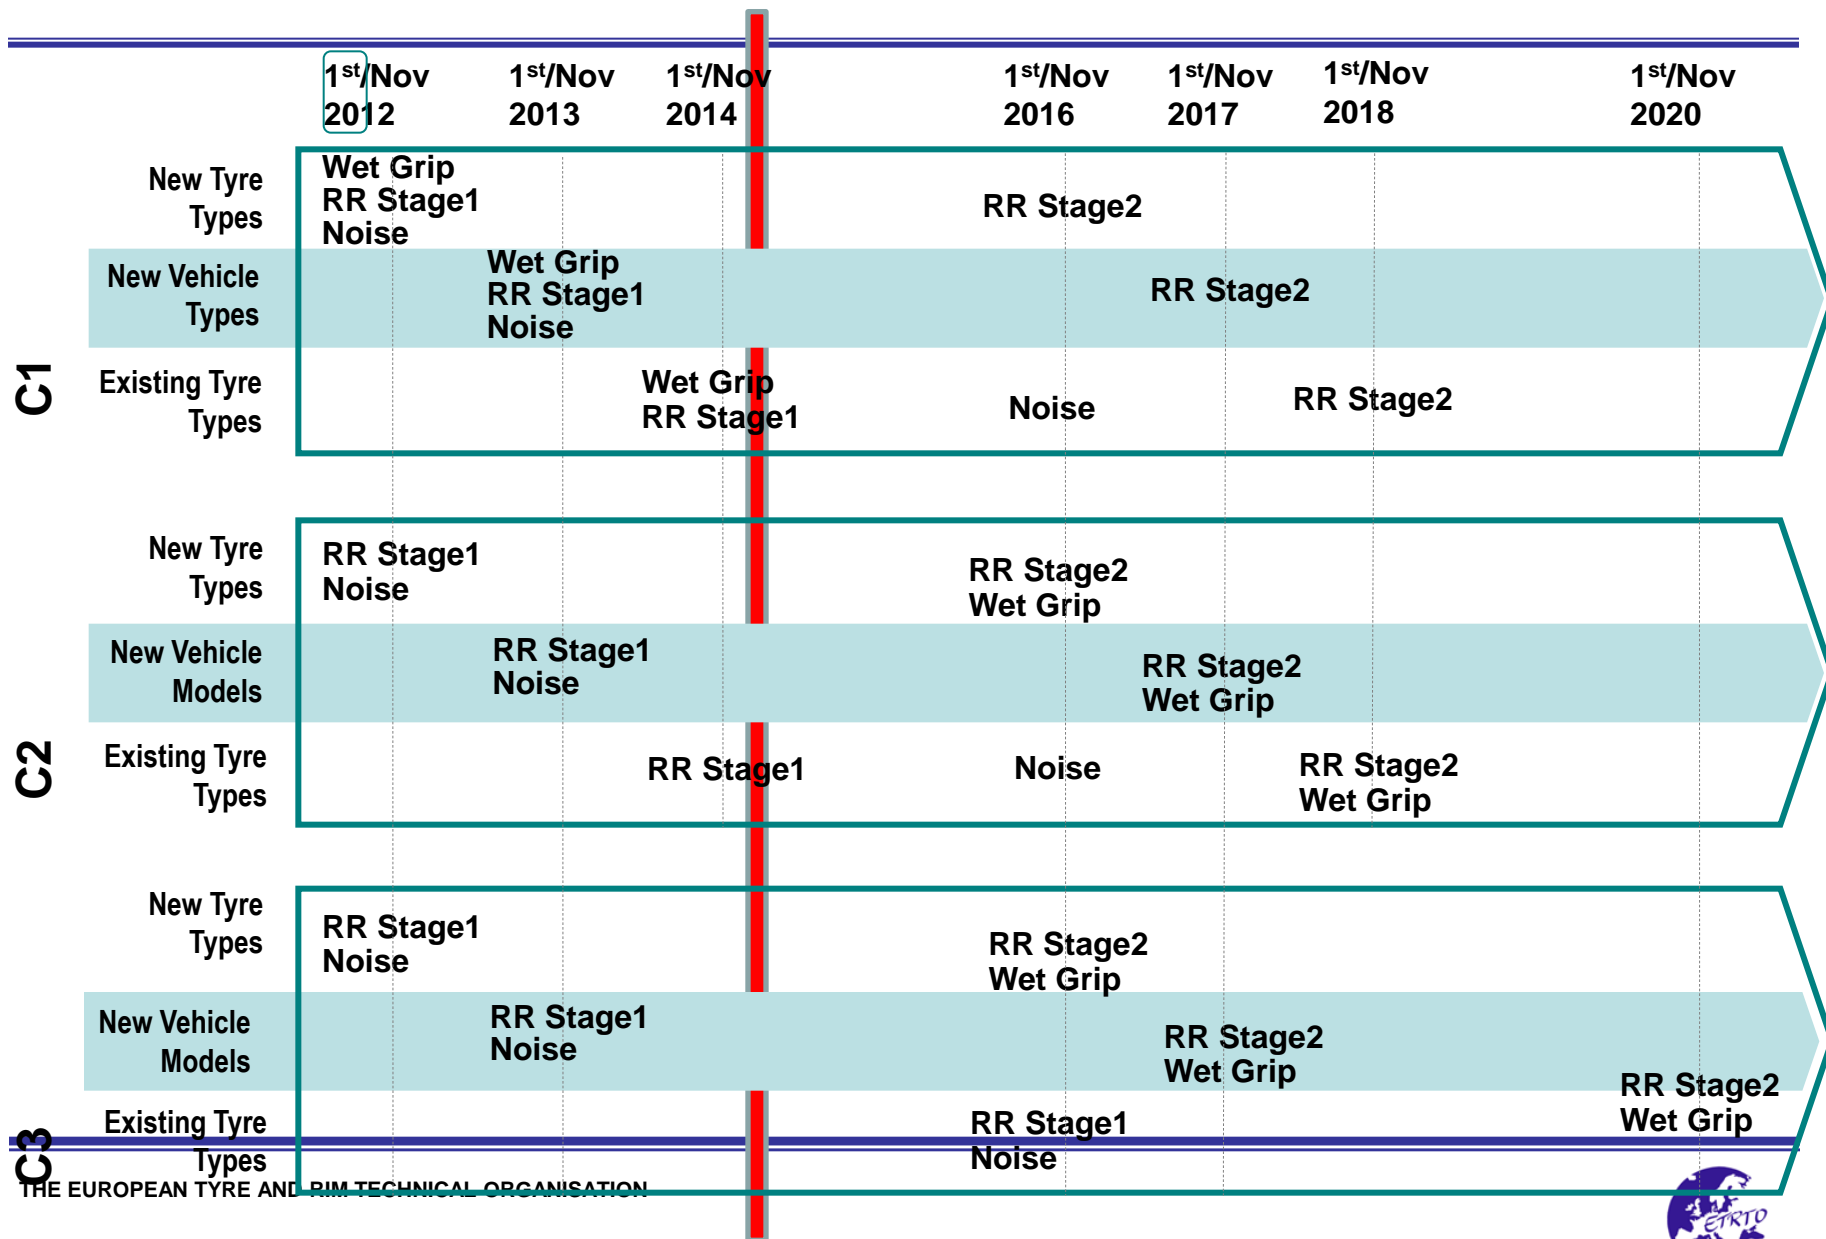 1st/Nov 2012
1st/Nov 2013
1st/Nov 2014
1st/Nov 2016
1st/Nov 2017
1st/Nov 2018
1st/Nov 2020
C1
New Tyre
Types
Wet Grip
RR Stage1
Noise
RR Stage2
New Vehicle
Types
Wet Grip
RR Stage1
Noise
RR Stage2
Existing Tyre
Types
Wet Grip
RR Stage1
Noise
RR Stage2
C2
New Tyre
Types
RR Stage1
Noise
RR Stage2
Wet Grip
New Vehicle
Models
RR Stage1
Noise
RR Stage2
Wet Grip
Existing Tyre
Types
RR Stage1
Noise
RR Stage2
Wet Grip
C3
New Tyre
Types
RR Stage1
Noise
RR Stage2
Wet Grip
New Vehicle
Models
RR Stage1
Noise
RR Stage2
Wet Grip
Existing Tyre
Types
RR Stage1
Noise
RR Stage2
Wet Grip
THE EUROPEAN TYRE AND RIM TECHNICAL ORGANISATION
ETRTO